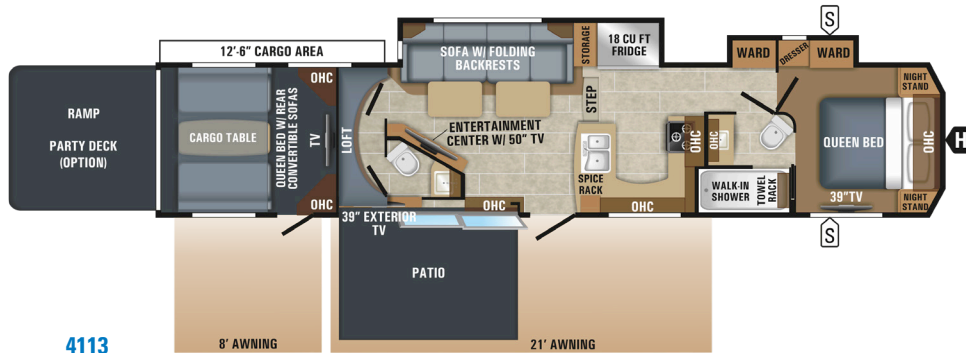 12'-6" CARGO AREA
RAMP
PARTY DECK
(OPTION)
OHC
CARGO TABLE
QUEEN BED W/ REAR
CONVERTIBLE SOFAS
TV
OHC
LOFT
SOFA W/ FOLDING
BACKRESTS
STORAGE
18 CU FT
FRIDGE
STEP
ENTERTAINMENT
CENTER W/ 50" TV
SPICE
RACK
OHC
OHC
OHC
OHC
39" EXTERIOR
TV
PATIO
WARD
DRESSER
WARD
S
NIGHT
STAND
QUEEN BED
OHC
H
WALK-IN
SHOWER
TOWEL
RACK
39"TV
NIGHT
STAND
S
8' AWNING
21' AWNING
4113